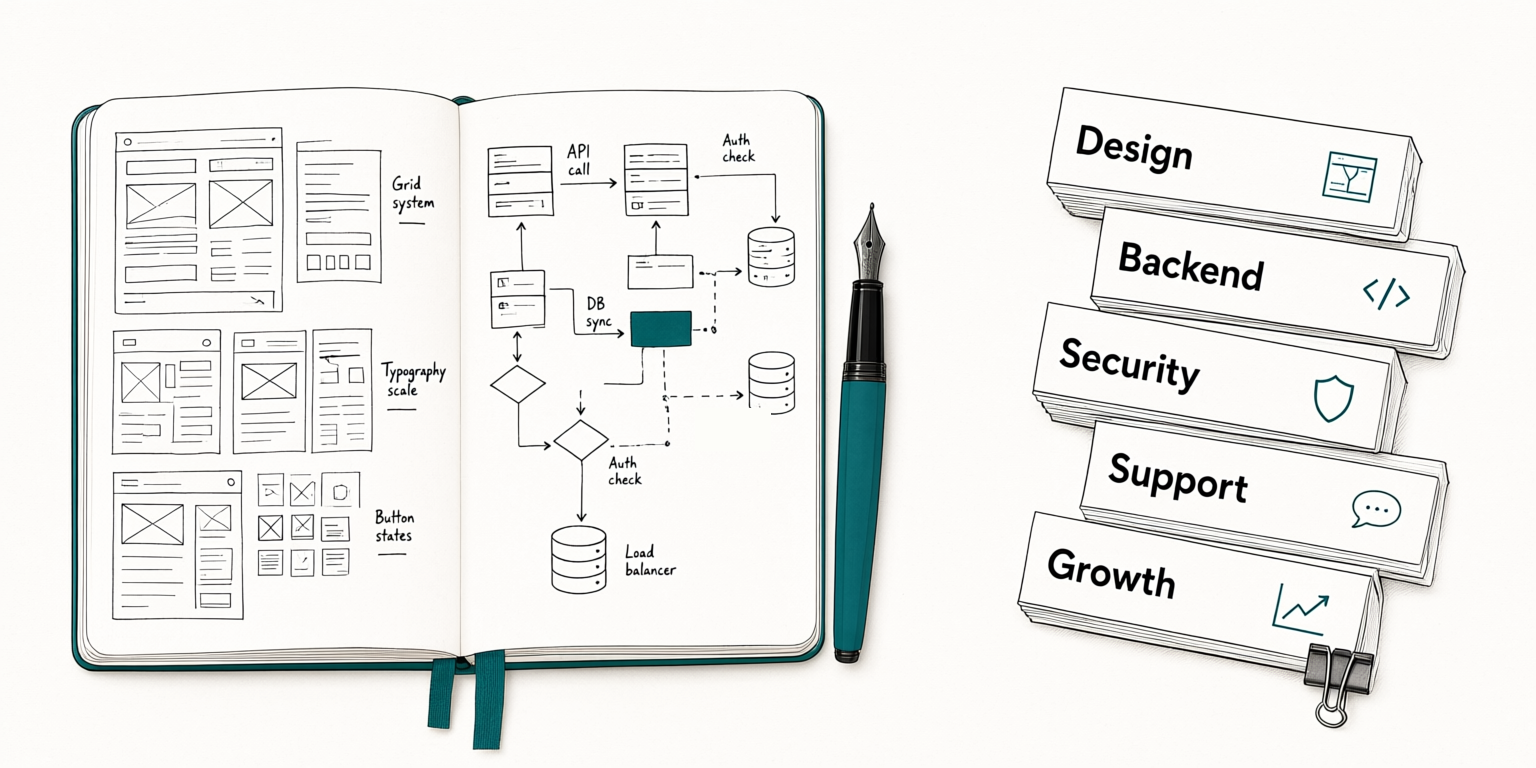 Grid
system
Typography
scale
Button
states
API
call
Auth
check
DB
sync
Auth
check
Load
balancer
Design
Backend
</>
Security
Support
Growth